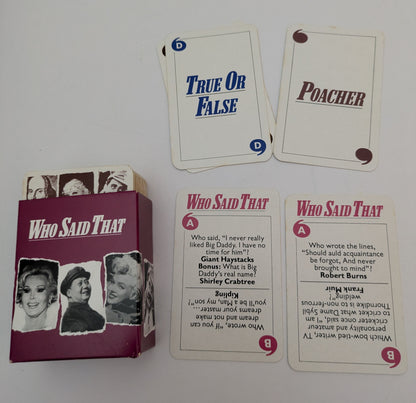 D
TRUE OR
FALSE
D
POACHER
WHO SAID THAT
WHO SAID THAT
A
Who said, "I never really
liked Big Daddy. I have no
time for him"?
Giant Haystacks
Bonus: What is Big
Daddy's real name?
Shirley Crabtree
B
Who wrote, "If you can
dream and not make
dreams your master...
you'll be a Man, my son"?
Kipling
WHO SAID THAT
A
Who wrote the lines,
"Should auld acquaintance
be forgot, And never
brought to mind"?
Robert Burns
B
Which bow-tied writer, TV
personality and amateur
cricketer once said, "I am
to cricket what Dame Sybil
Thorndike is to non-ferrous
welding"?
Frank Muir